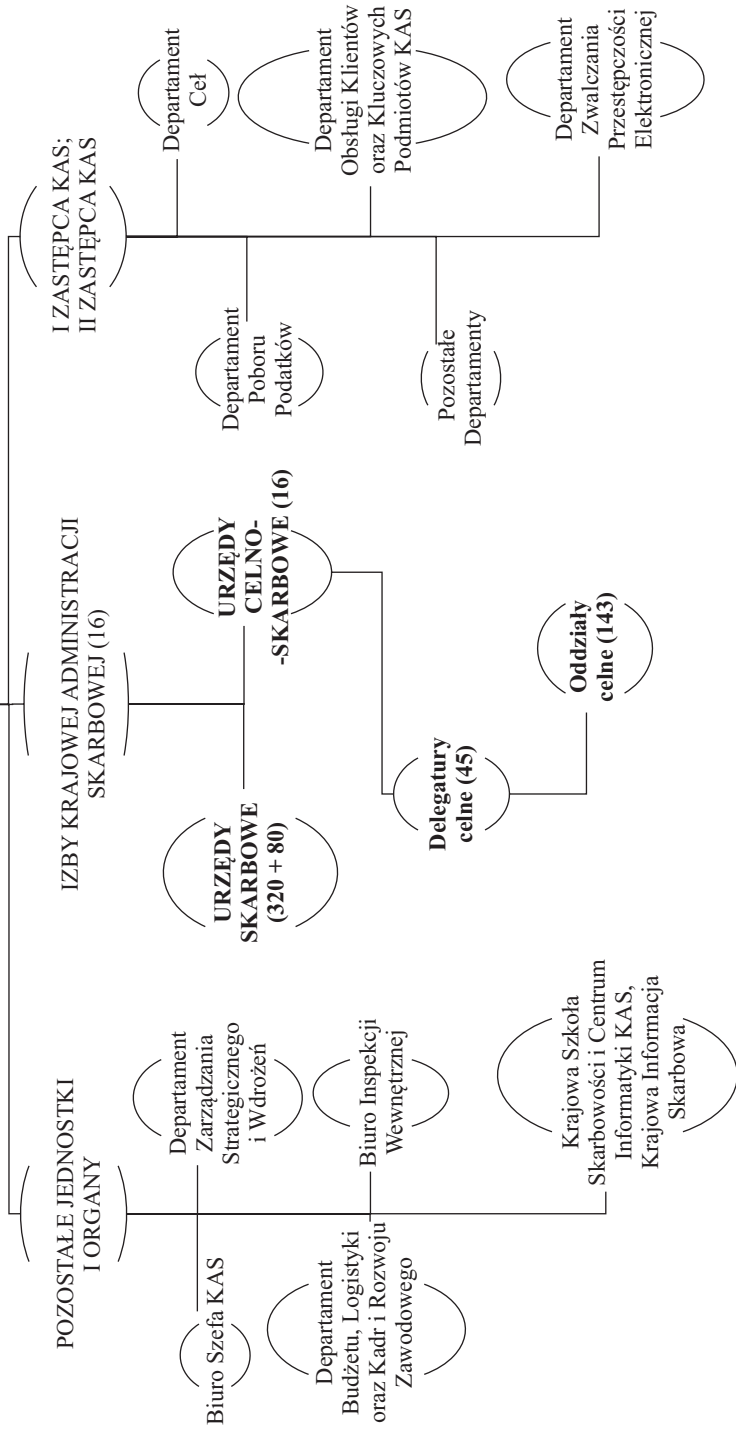 POZOSTAŁE JEDNOSTKI
I ORGANY
Biuro Szefa KAS
Departament
Zarządzania
Strategicznego
i Wdrożeń
Departament
Budżetu, Logistyki
oraz Kadr i Rozwoju
Zawodowego
Biuro Inspekcji
Wewnętrznej
Krajowa Szkoła
Skarbowości i Centrum
Informatyki KAS,
Krajowa Informacja
Skarbowa
IZBY KRAJOWEJ ADMINISTRACJI
SKARBOWEJ (16)
URZĘDY
SKARBOWE
(320 + 80)
URZĘDY
CELNO-
-SKARBOWE (16)
Delegatury
celne (45)
Oddziały
celne (143)
I ZASTĘPCA KAS;
II ZASTĘPCA KAS
Departament
Ceł
Departament
Poboru
Podatków
Departament
Obsługi Klientów
oraz Kluczowych
Podmiotów KAS
Pozostałe
Departamenty
Departament
Zwalczania
Przestępczości
Elektronicznej